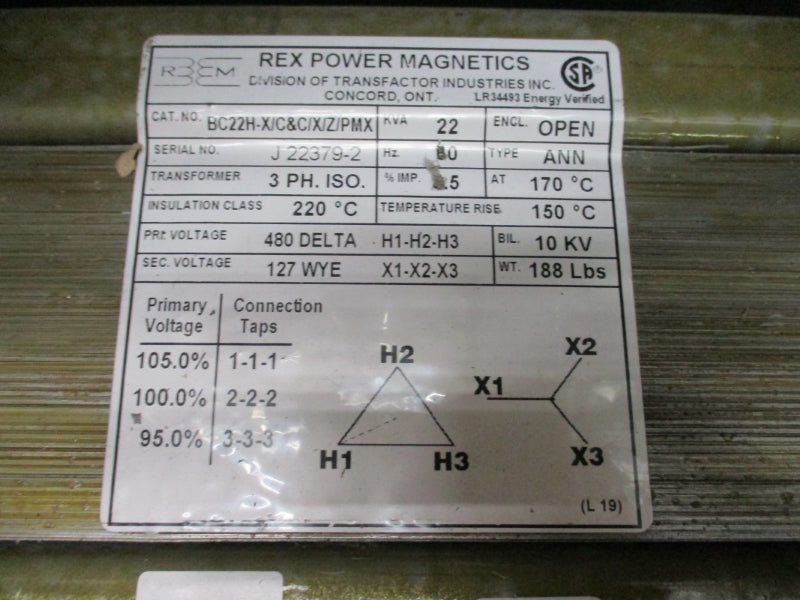 REX POWER MAGNETICS
DIVISION OF TRANSFACTOR INDUSTRIES INC.
CONCORD, ONT. LR34493 Energy Verified
CAT. NO. BC22H-X/C&C/X/Z/PMX KVA 22 ENCL. OPEN
SERIAL NO. J 22379-2 Hz. TYPE ANN
TRANSFORMER 3 PH. ISO. % IMP. AT 170 °C
INSULATION CLASS 220 °C TEMPERATURE RISE 150 °C
PRI. VOLTAGE 480 DELTA H1-H2-H3 BIL. 10 KV
SEC. VOLTAGE 127 WYE X1-X2-X3 WT. 188 Lbs
Primary Connection
Voltage Taps
105.0% 1-1-1
100.0% 2-2-2
95.0% 3-3-3
H2
H1 H3
X2
X1
X3
(L 19)